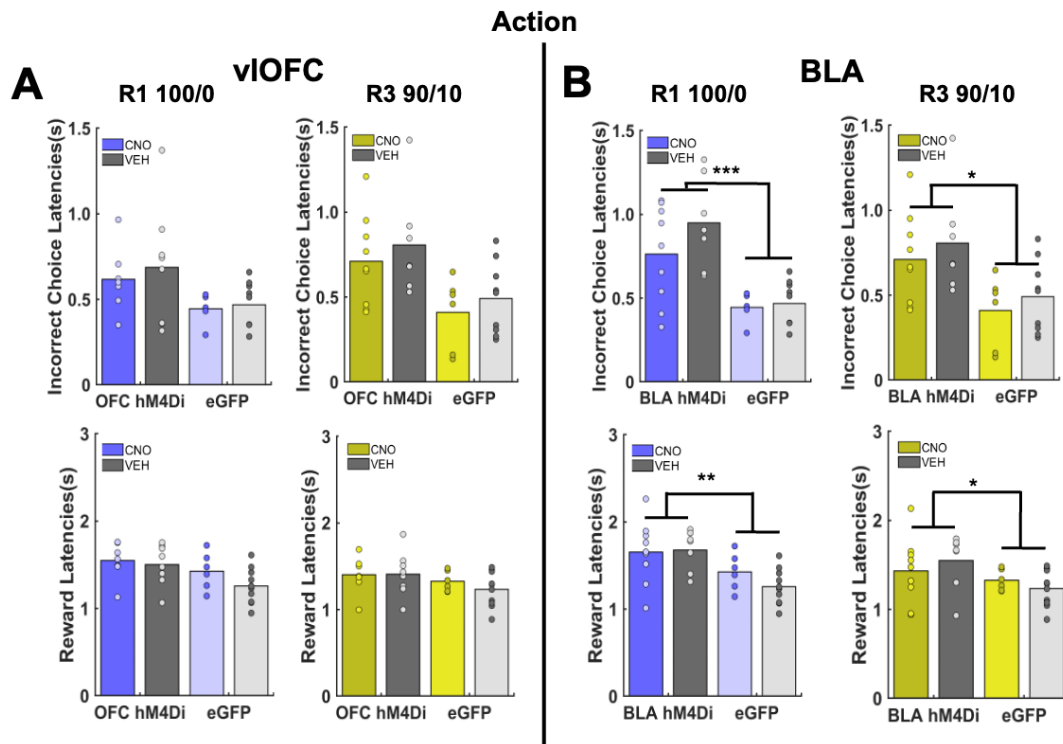 Action
A
vlOFC
R1 100/0
R3 90/10
Incorrect Choice Latencies(s)
1.5
1.0
0.5
0
CNO
VEH
OFC hM4Di eGFP
Incorrect Choice Latencies(s)
1.5
1.0
0.5
0
CNO
VEH
OFC hM4Di eGFP
Reward Latencies(s)
3
2
1
0
CNO
VEH
OFC hM4Di eGFP
Reward Latencies(s)
3
2
1
0
CNO
VEH
OFC hM4Di eGFP
B
BLA
R1 100/0
R3 90/10
Incorrect Choice Latencies(s)
1.5
1.0
0.5
0
CNO
VEH
***
BLA hM4Di eGFP
Incorrect Choice Latencies(s)
1.5
1.0
0.5
0
CNO
VEH
*
BLA hM4Di eGFP
Reward Latencies(s)
3
2
1
0
CNO
VEH
**
BLA hM4Di eGFP
Reward Latencies(s)
3
2
1
0
CNO
VEH
*
BLA hM4Di eGFP